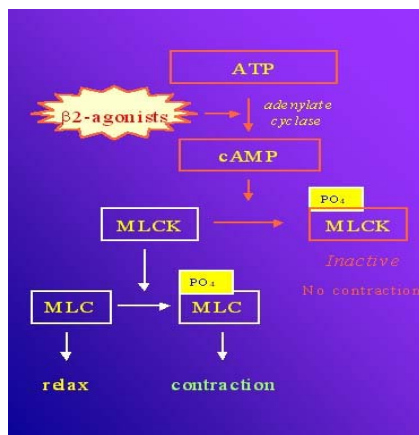 ATP
β2-agonists
adenylate
cyclase
cAMP
PO4
MLCK
MLCK
Inactive
PO4
No contraction
MLC
MLC
relax
contraction